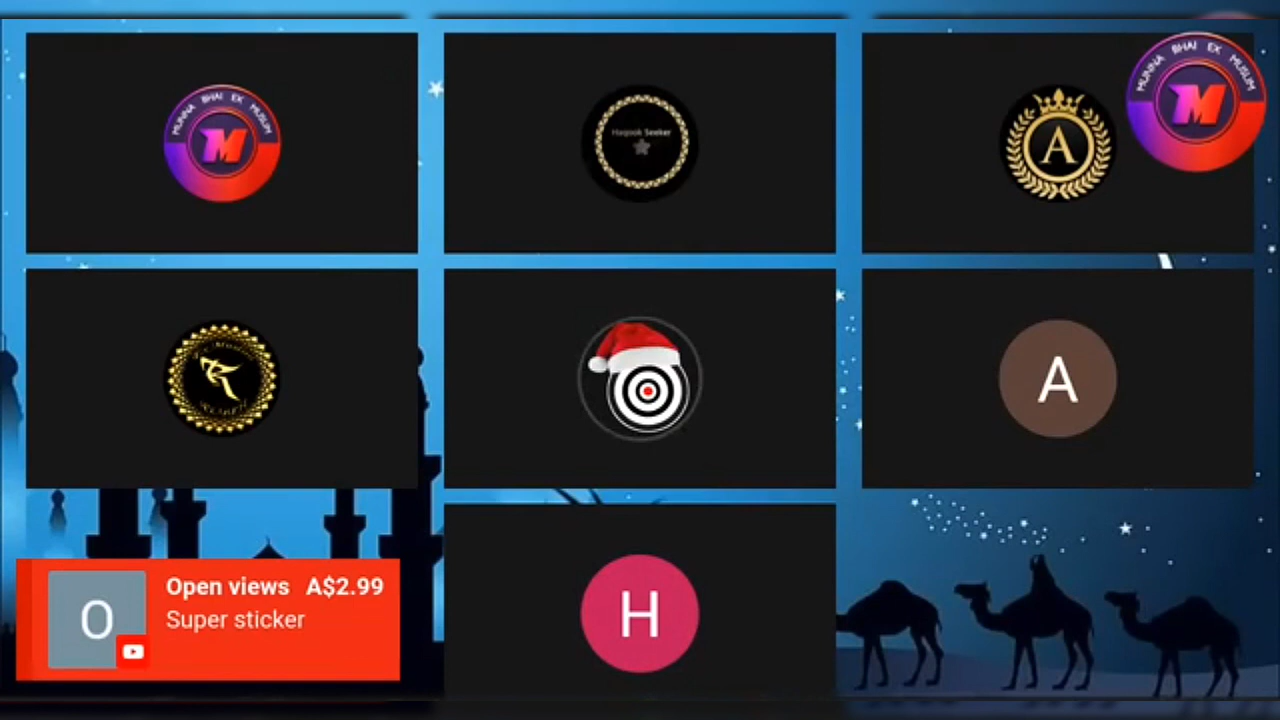 MUNNA BHAI EX MUSLIM
M
Haqook Seeker
A
MUNNA BHAI EX MUSLIM
M
A
Open views A$2.99
Super sticker
O
H